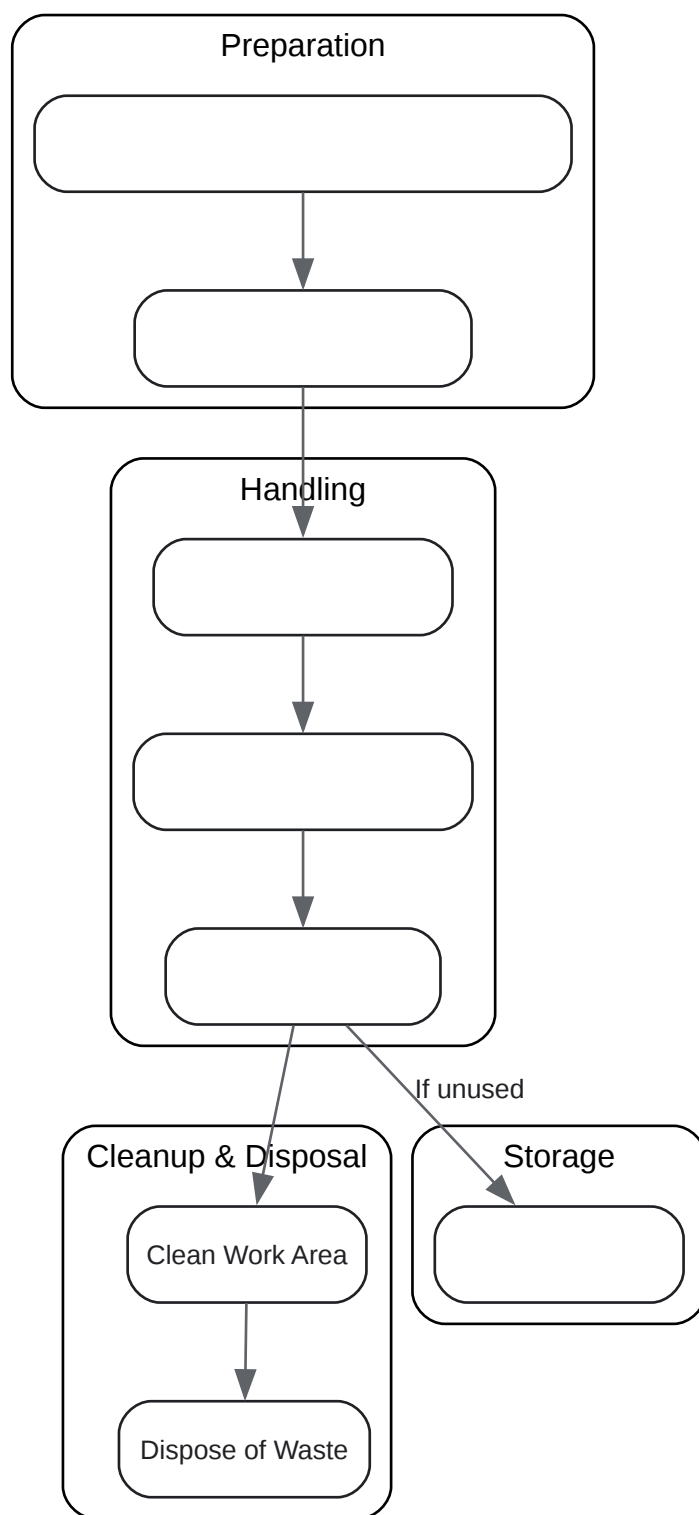 Preparation
Handling
If unused
Cleanup & Disposal
Storage
Clean Work Area
Dispose of Waste